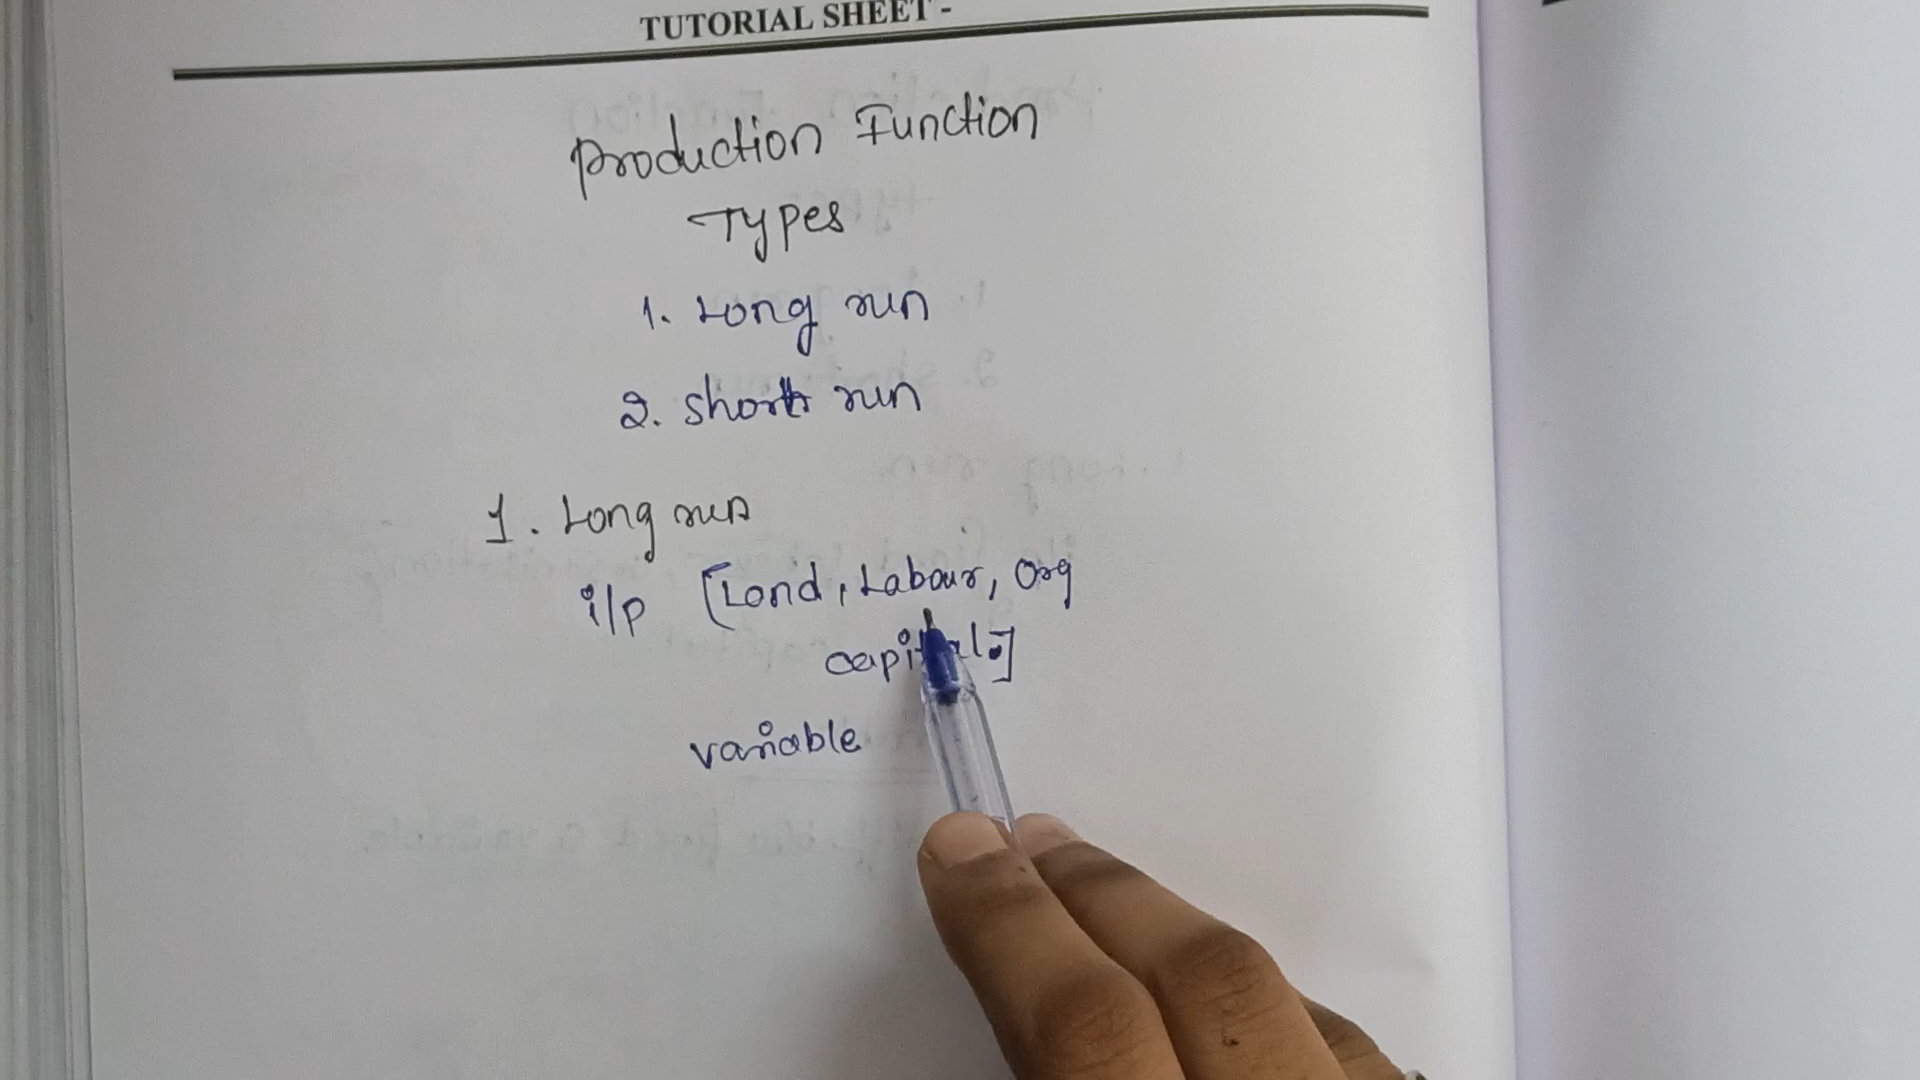 TUTORIAL SHEET -
Production Function
Types
1. Long run
2. short run
1. Long run
i/p [Land, Labour, Org
capital.]
variable